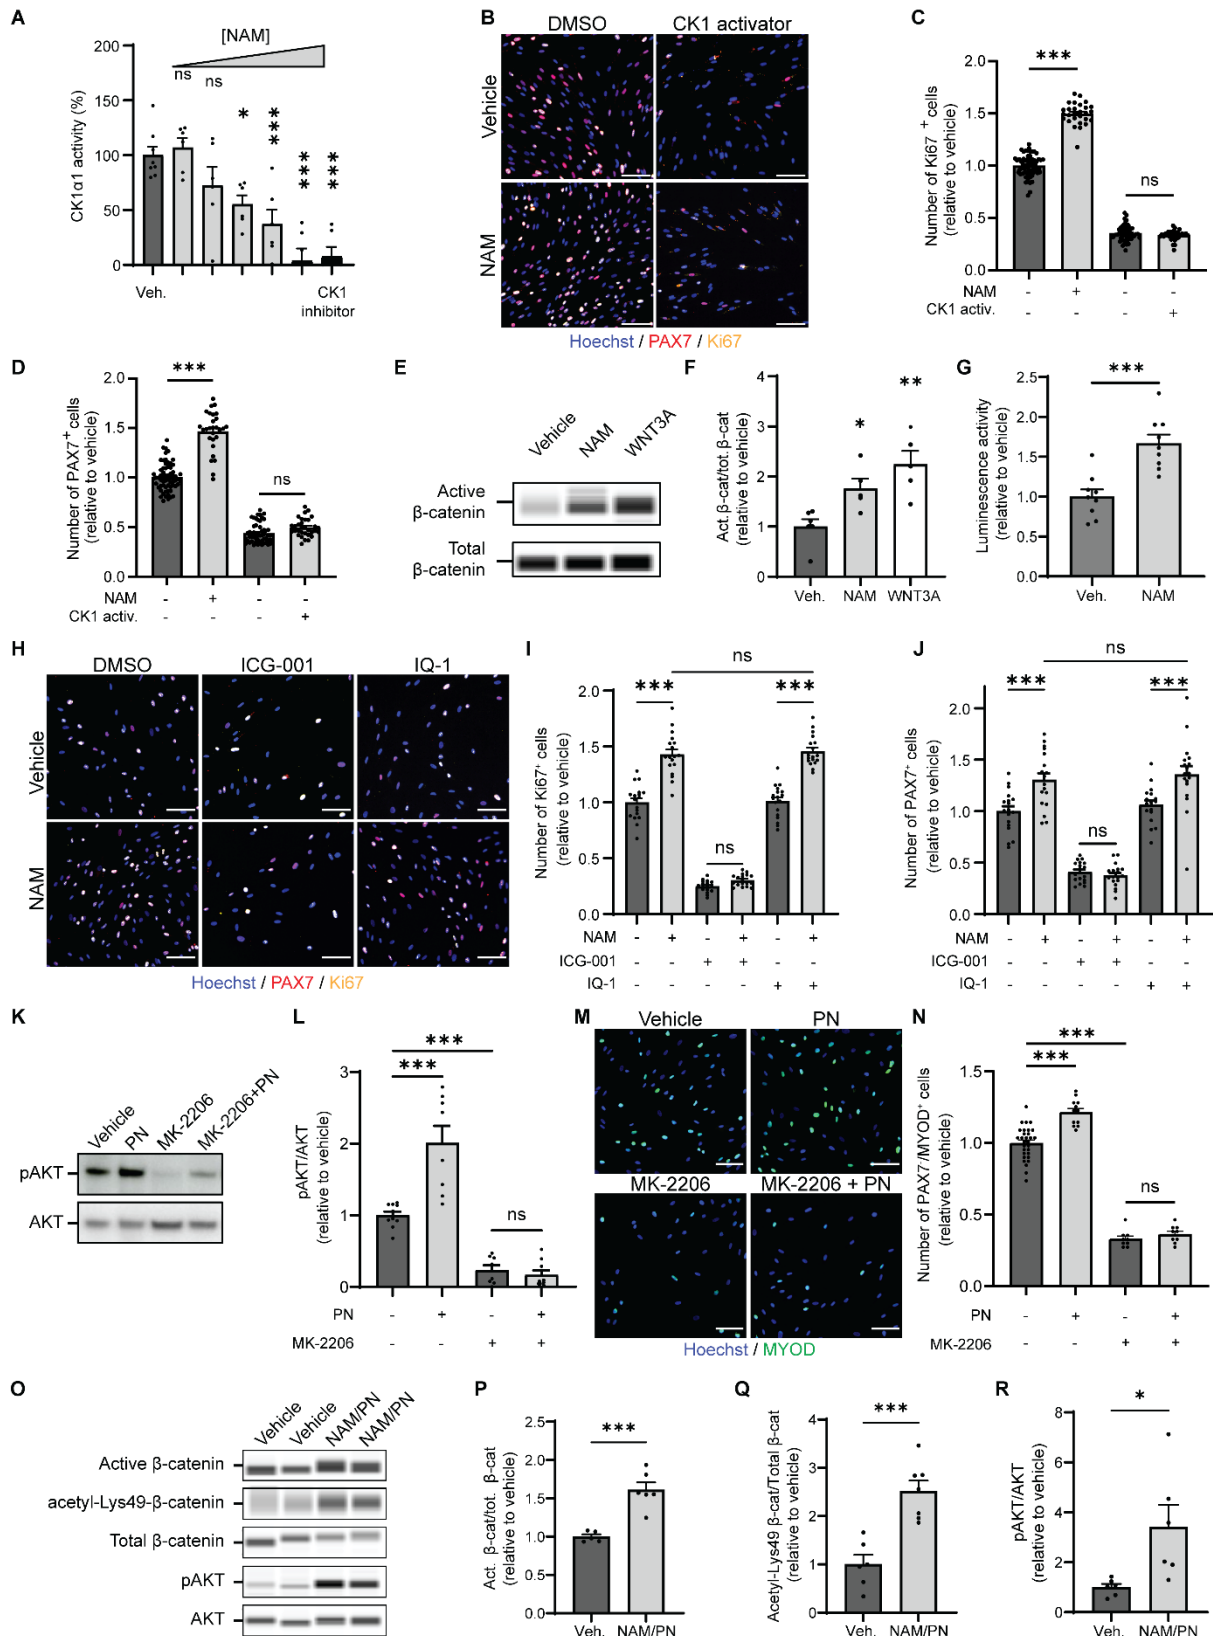 A
[NAM]
CK1α1 activity (%)
200
150
100
50
0
ns
ns
*
***
***
***
Veh.
CK1
inhibitor
B
DMSO
CK1 activator
Vehicle
NAM
Hoechst / PAX7 / Ki67
C
Number of Ki67 + cells
(relative to vehicle)
2.0
1.5
1.0
0.5
0.0
***
ns
NAM - + - 
CK1 activ. - - - +
D
Number of PAX7+ cells
(relative to vehicle)
2.0
1.5
1.0
0.5
0.0
***
ns
NAM - + - +
CK1 activ. - - -
E
Vehicle
NAM
WNT3A
Active
β-catenin
Total
β-catenin
F
Act.β-cat/tot. β-cat
(relative to vehicle)
4
3
2
1
0
*
**
Veh.
NAM
WNT3A
G
Luminescence activity
(relative to vehicle)
2.5
2.0
1.5
1.0
0.5
0.0
***
Veh.
NAM
H
DMSO
ICG-001
IQ-1
Vehicle
NAM
Hoechst / PAX7 / Ki67
I
Number of Ki67+ cells
(relative to vehicle)
2.0
1.5
1.0
0.5
0.0
ns
***
***
ns
NAM - + - + - +
ICG-001 - - + + - -
IQ-1 - - - - + +
J
Number of PAX7+ cells
(relative to vehicle)
2.0
1.5
1.0
0.5
0.0
ns
***
***
ns
NAM - + - + - +
ICG-001 - - + + - -
IQ-1 - - - - + +
K
Vehicle
PN
MK-2206
MK-2206+PN
pAKT
AKT
L
pAKT/AKT
(relative to vehicle)
3
2
1
0
***
***
ns
PN - + - +
MK-2206 - - + +
M
Vehicle
PN
MK-2206
MK-2206 + PN
Hoechst / MYOD
N
Number of PAX7-/MYOD+ cells
(relative to vehicle)
1.5
1.0
0.5
0.0
***
***
ns
PN - + - +
MK-2206 - - + +
O
Vehicle
Vehicle
NAM/PN
NAM/PN
Active β-catenin
acetyl-Lys49-β-catenin
Total β-catenin
pAKT
AKT
P
Act. β-cat/tot. β-cat
(relative to vehicle)
2.5
2.0
1.5
1.0
0.5
0.0
***
Veh.
NAM/PN
Q
Acetyl-Lys49 β-cat/Total β-cat
(relative to vehicle)
4
3
2
1
0
***
Veh.
NAM/PN
R
pAKT/AKT
(relative to vehicle)
8
6
4
2
0
*
Veh.
NAM/PN